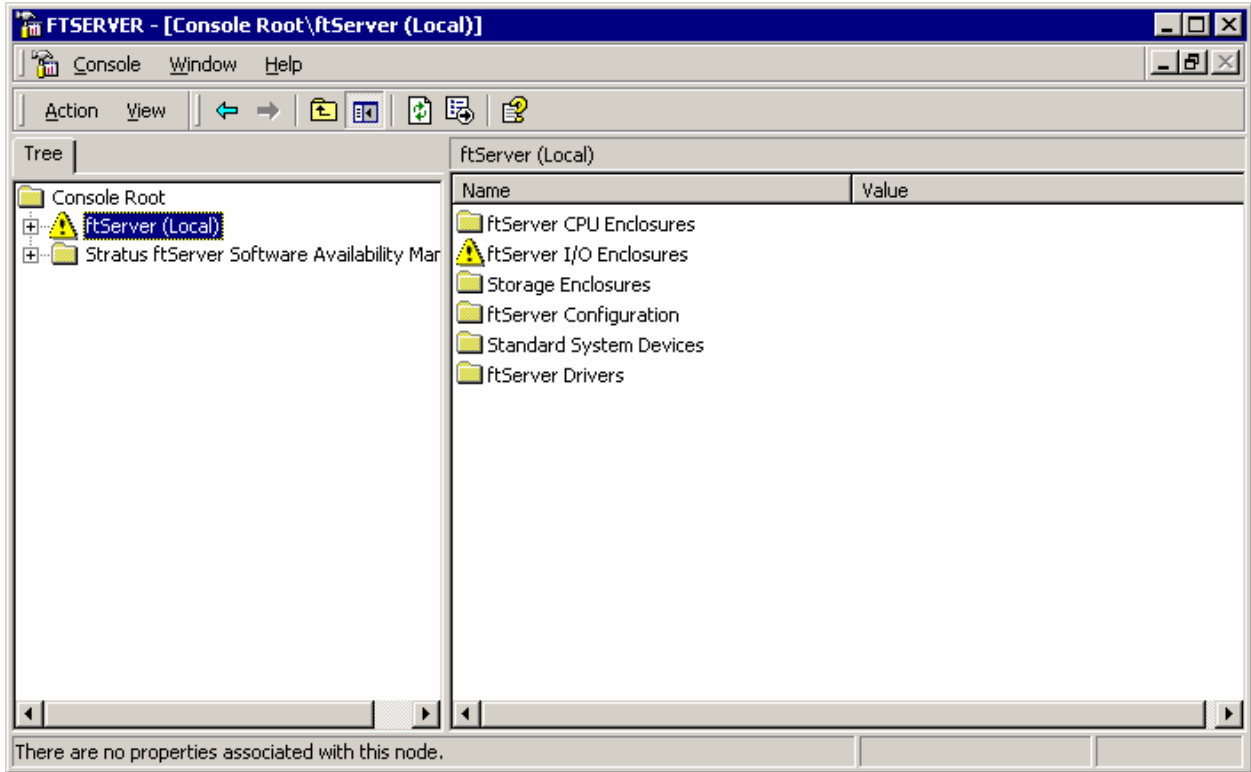 FTSERVER - [Console Root\ftServer (Local)]
Console Window Help
Action View
Tree
Console Root
ftServer (Local)
Stratus ftServer Software Availability Mar
ftServer (Local)
Name Value
ftServer CPU Enclosures
ftServer I/O Enclosures
Storage Enclosures
ftServer Configuration
Standard System Devices
ftServer Drivers
There are no properties associated with this node.